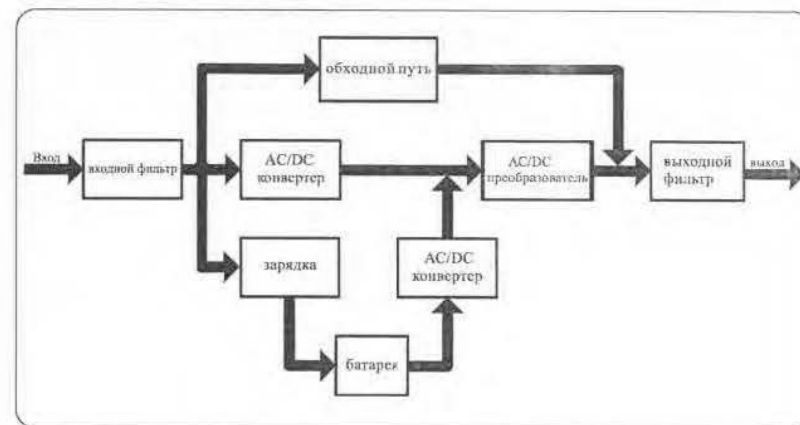 обходной путь
Вход
входной фильтр
AC/DC
конвертер
AC/DC
преобразователь
выходной
фильтр
выход
зарядка
AC/DC
конвертер
батарея